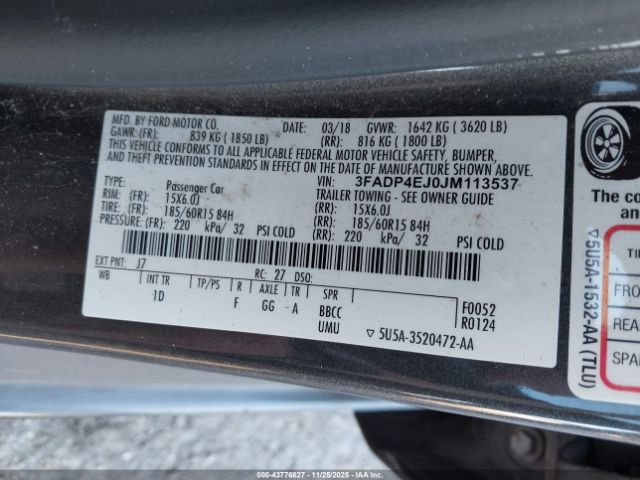 MFD. BY FORD MOTOR CO. DATE: 03/18 GVWR: 1642 KG ( 3620 LB)
GAWR: (FR): 839 KG ( 1850 LB) (RR): 816 KG ( 1800 LB)
THIS VEHICLE CONFORMS TO ALL APPLICABLE FEDERAL MOTOR VEHICLE SAFETY, BUMPER,
AND THEFT PREVENTION STANDARDS IN EFFECT ON THE DATE OF MANUFACTURE SHOWN ABOVE.
VIN: 3FADP4EJ0JM113537
TYPE: Passenger Car TRAILER TOWING - SEE OWNER GUIDE
RIM: (FR): 15X6.0J (RR): 15X6.0J
TIRE: (FR): 185/60R15 84H (RR): 185/60R15 84H
PRESSURE: (FR): 220 kPa/ 32 PSI COLD (RR): 220 kPa/ 32 PSI COLD
EXT PNT: J7 RC: 27 DSO:
WB INT TR TP/PS R AXLE TR SPR
1D F GG - A BBCC
UMU
F0052
R0124
▽ 5U5A-3520472-AA
The co
▽5U5A-1532-AA (TLU)
TI
FRO
REA
SPA
000-43776827 - 11/25/2025 - IAAI.COM